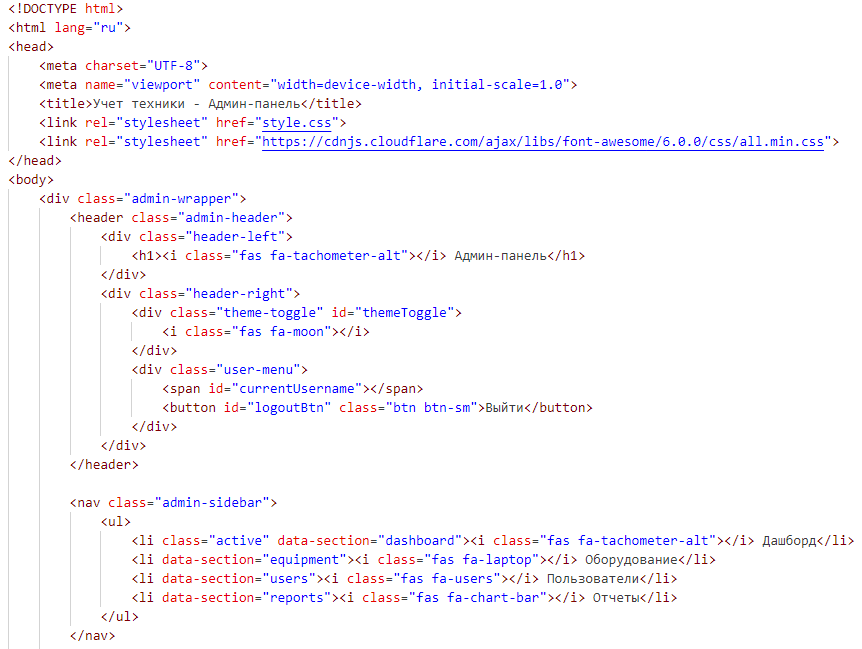 <!DOCTYPE html>
<html lang="ru">
<head>
    <meta charset="UTF-8">
    <meta name="viewport" content="width=device-width, initial-scale=1.0">
    <title>Учет техники - Админ-панель</title>
    <link rel="stylesheet" href="style.css">
    <link rel="stylesheet" href="https://cdnjs.cloudflare.com/ajax/libs/font-awesome/6.0.0/css/all.min.css">
</head>
<body>
    <div class="admin-wrapper">
        <header class="admin-header">
            <div class="header-left">
                <h1><i class="fas fa-tachometer-alt"></i> Админ-панель</h1>
            </div>
            <div class="header-right">
                <div class="theme-toggle" id="themeToggle">
                    <i class="fas fa-moon"></i>
                </div>
                <div class="user-menu">
                    <span id="currentUsername"></span>
                    <button id="logoutBtn" class="btn btn-sm">Выйти</button>
                </div>
            </div>
        </header>

        <nav class="admin-sidebar">
            <ul>
                <li class="active" data-section="dashboard"><i class="fas fa-tachometer-alt"></i> Дашборд</li>
                <li data-section="equipment"><i class="fas fa-laptop"></i> Оборудование</li>
                <li data-section="users"><i class="fas fa-users"></i> Пользователи</li>
                <li data-section="reports"><i class="fas fa-chart-bar"></i> Отчеты</li>
            </ul>
        </nav>